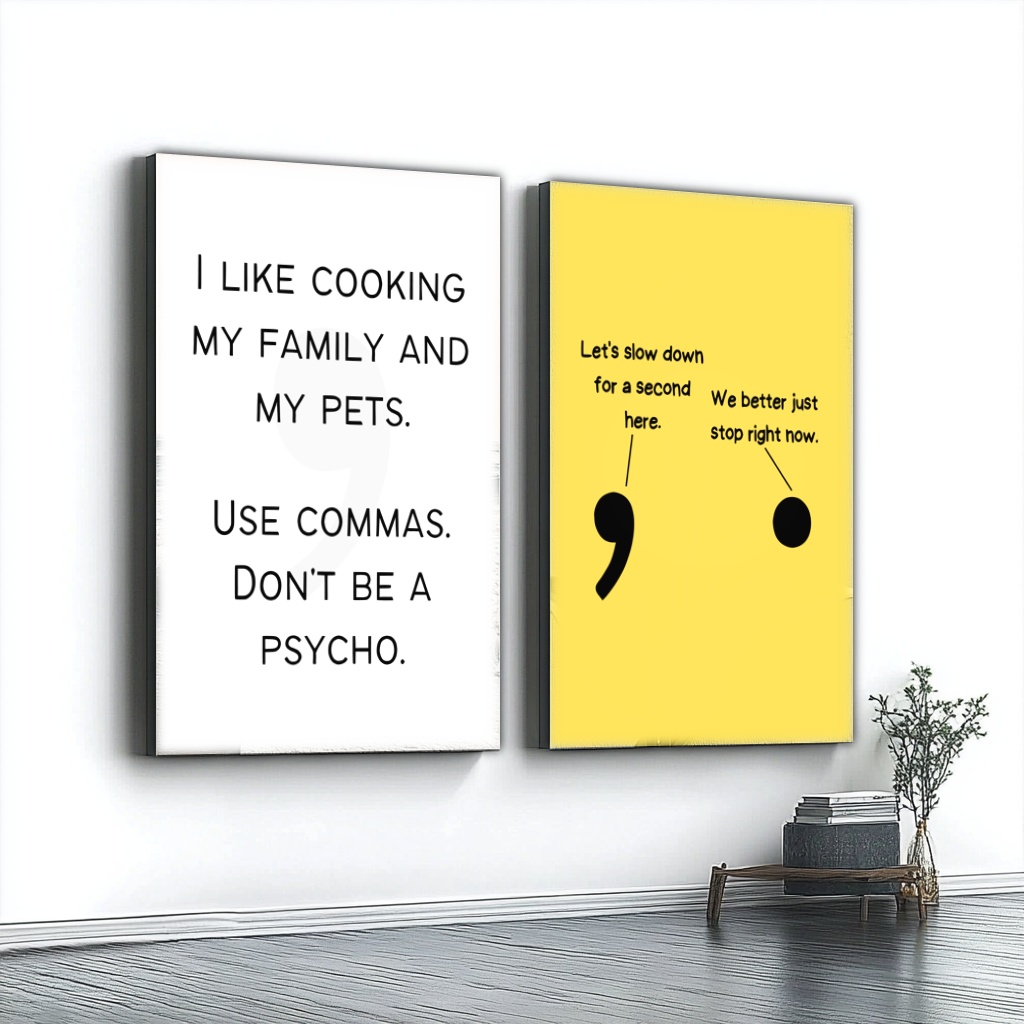 I LIKE COOKING
MY FAMILY AND
MY PETS.
USE COMMAS.
DON'T BE A
PSYCHO.
Let's slow down
for a second
here.
We better just
stop right now.